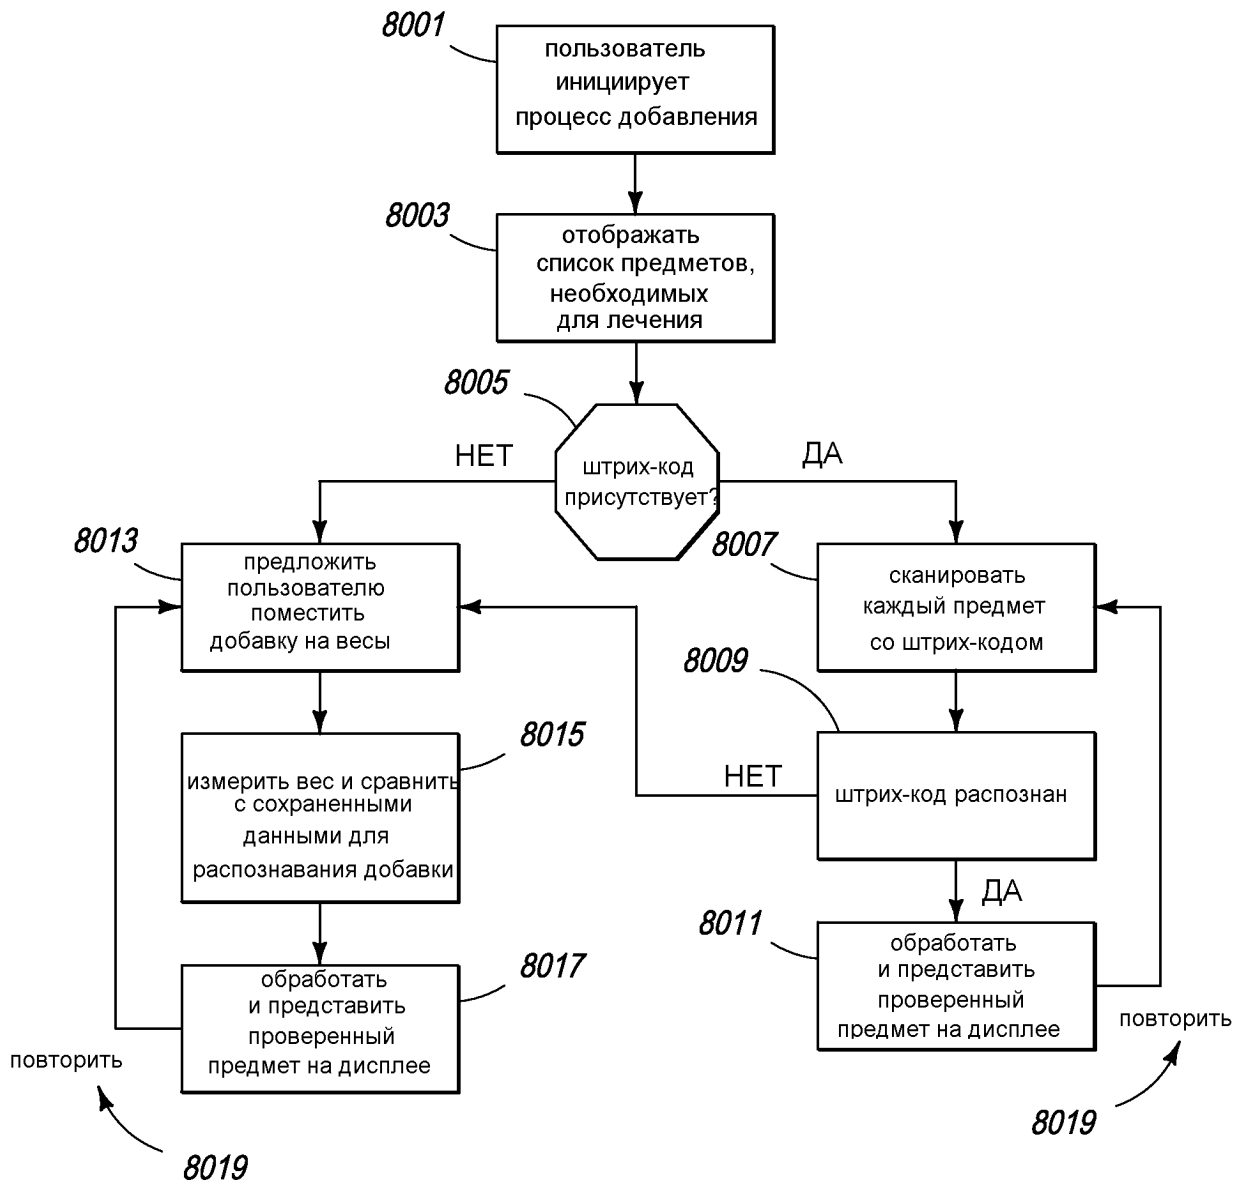 8001
пользователь
инициирует
процесс добавления
8003
отображать
список предметов,
необходимых
для лечения
8005
штрих-код
присутствует?
НЕТ
ДА
8013
предложить
пользователю
поместить
добавку на весы
8007
сканировать
каждый предмет
со штрих-кодом
8009
штрих-код распознан
НЕТ
ДА
8015
измерить вес и сравнить
с сохраненными
данными для
распознавания добавки
8011
обработать
и представить
проверенный
предмет на дисплее
8017
обработать
и представить
проверенный
предмет на дисплее
повторить
8019
повторить
8019